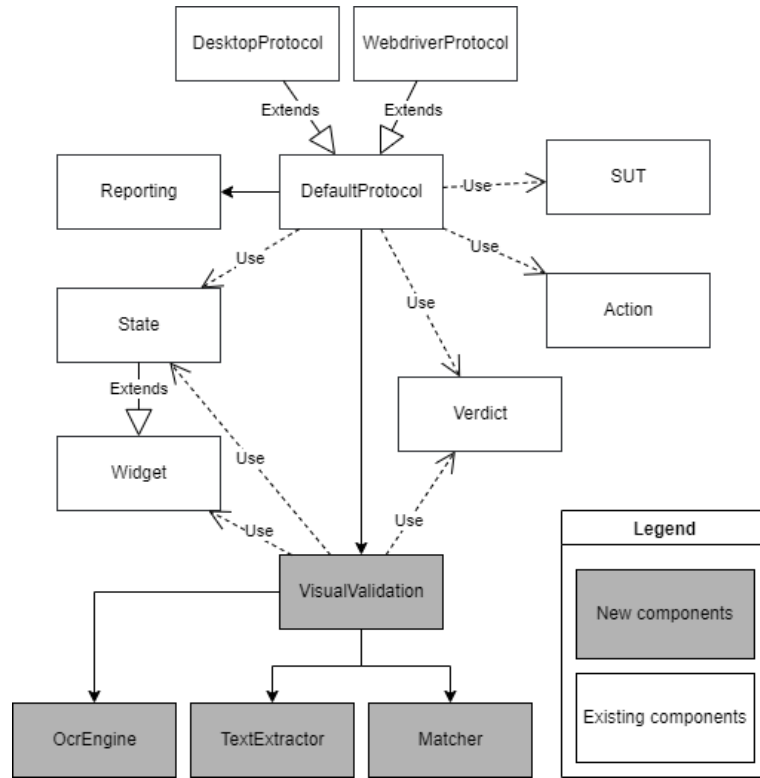 DesktopProtocol
WebdriverProtocol
Extends
Extends
Reporting
DefaultProtocol
Use
SUT
Use
Use
State
Use
Action
Extends
Verdict
Widget
Use
Use
Use
Legend
VisualValidation
New components
OcrEngine
TextExtractor
Matcher
Existing components